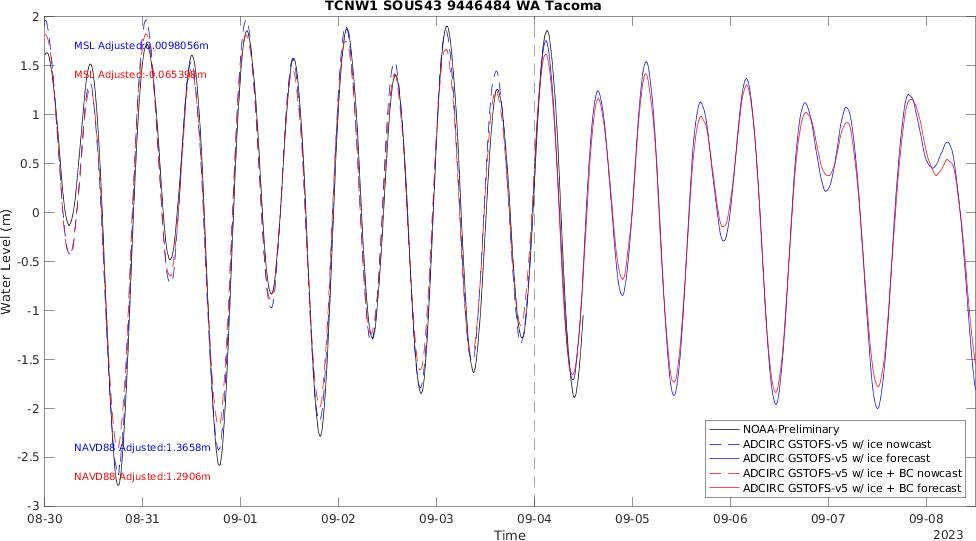 TCNW1 SOUS43 9446484 WA Tacoma
MSL Adjusted:0.0098056m
MSL Adjusted:-0.065398m
NAVD88 Adjusted:1.3658m
NAVD88 Adjusted:1.2906m
Water Level (m)
2
1.5
1
0.5
0
-0.5
-1
-1.5
-2
-2.5
-3
NOAA-Preliminary
ADCIRC GSTOFS-v5 w/ ice nowcast
ADCIRC GSTOFS-v5 w/ ice forecast
ADCIRC GSTOFS-v5 w/ ice + BC nowcast
ADCIRC GSTOFS-v5 w/ ice + BC forecast
08-30 08-31 09-01 09-02 09-03 09-04 09-05 09-06 09-07 09-08
Time
2023